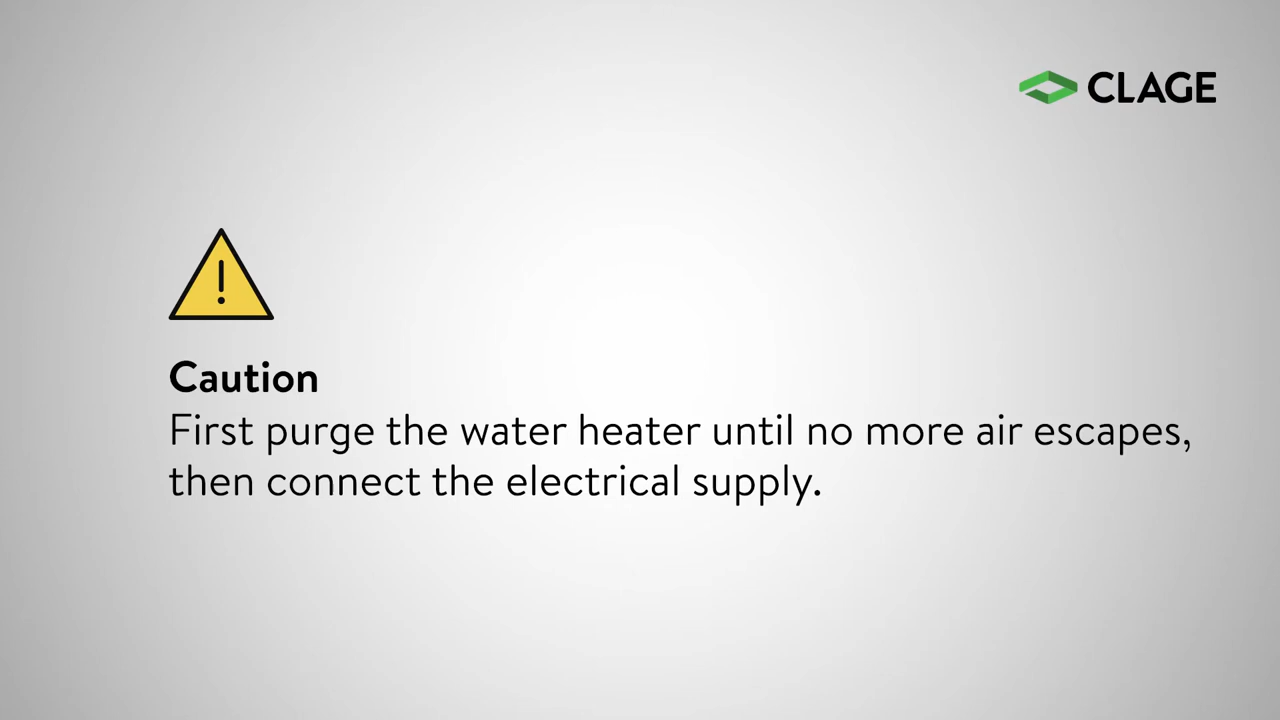 CLAGE
Caution
First purge the water heater until no more air escapes,
then connect the electrical supply.